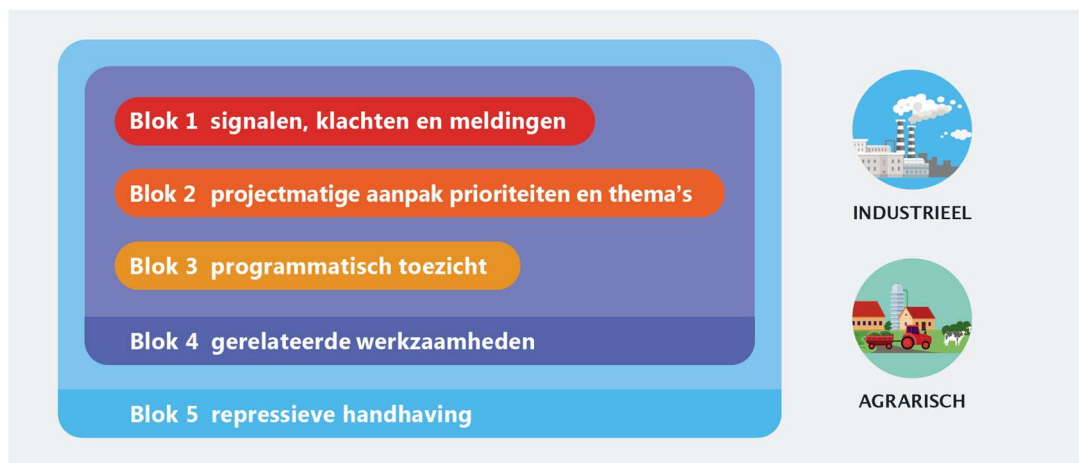 Blok 1 signalen, klachten en meldingen
Blok 2 projectmatige aanpak prioriteiten en thema’s
Blok 3 programmatisch toezicht
Blok 4 gerelateerde werkzaamheden
Blok 5 repressieve handhaving
INDUSTRIEEL
AGRARISCH